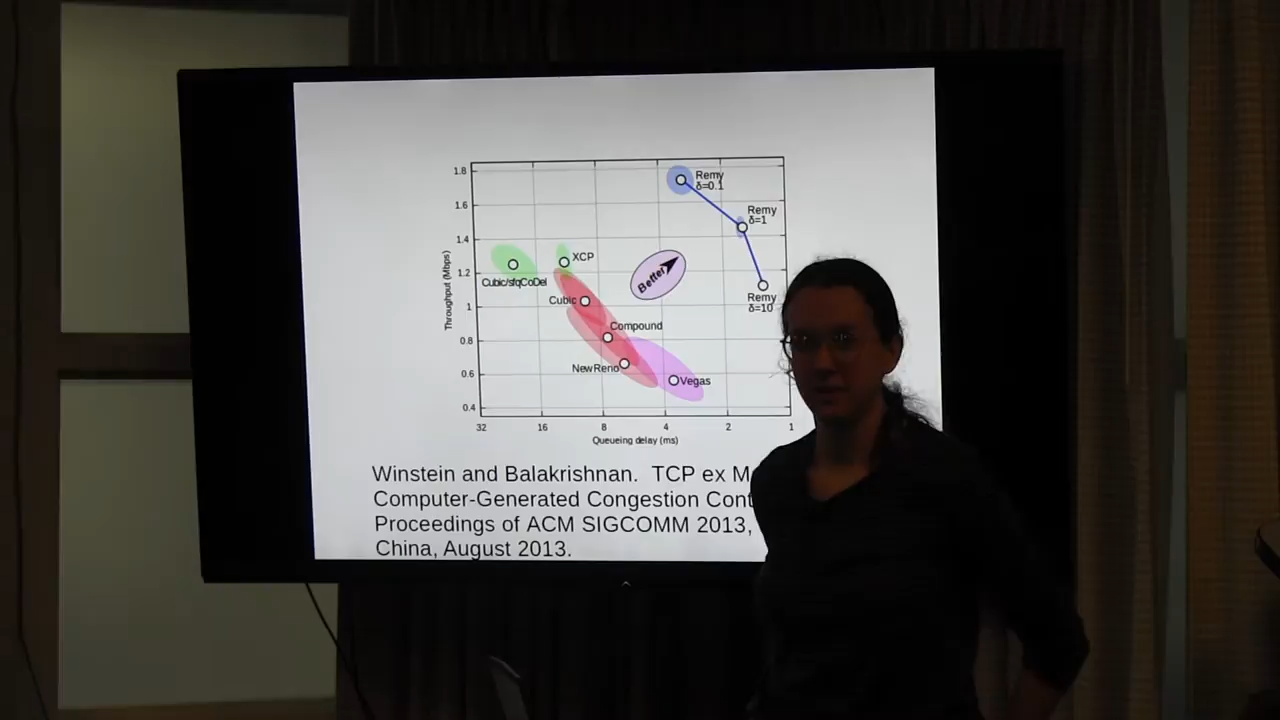 1.8
1.6
1.4
1.2
1
0.8
0.6
0.4
Throughput (Mbps)
Remy
δ=0.1
Remy
δ=1
Remy
δ=10
XCP
Cubic/sfqCoDel
Cubic
Better
Compound
NewReno
Vegas
32 16 8 4 2 1
Queueing delay (ms)
Winstein and Balakrishnan. TCP ex
Computer-Generated Congestion
Proceedings of ACM SIGCOMM 2013,
China, August 2013.